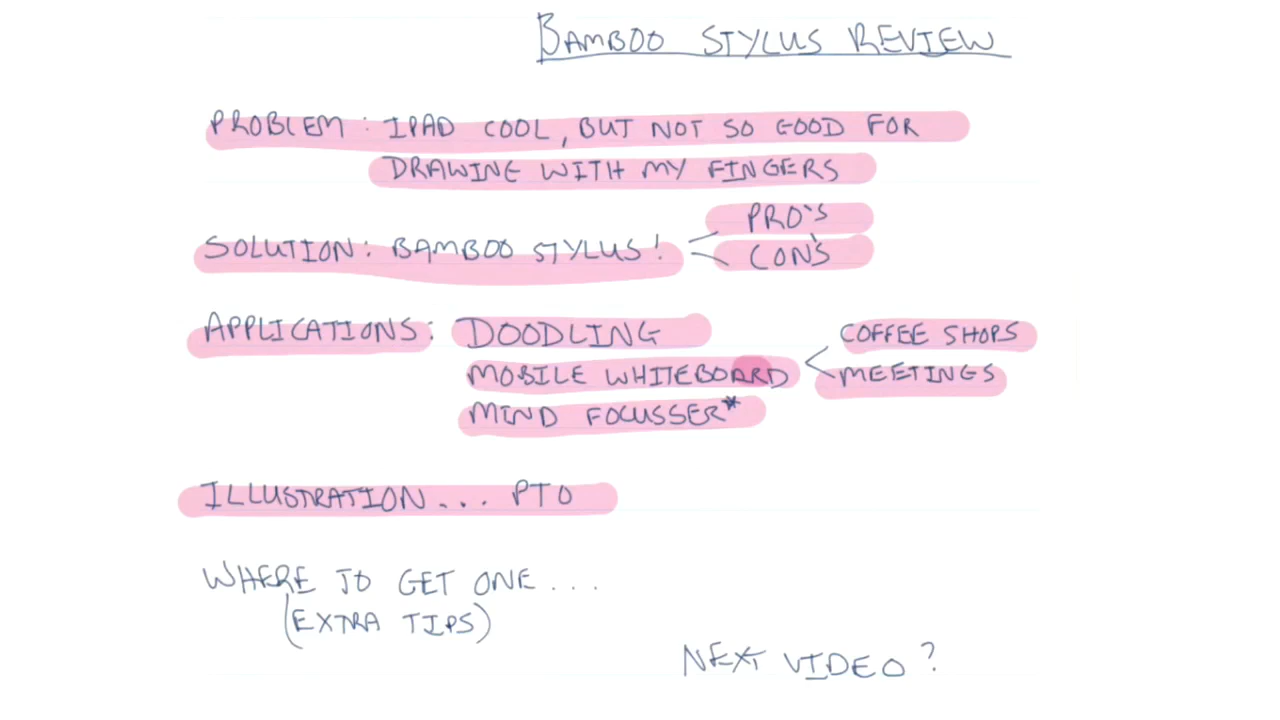 BAMBOO STYLUS REVIEW
PROBLEM: IPAD COOL, BUT NOT SO GOOD FOR
DRAWING WITH MY FINGERS
SOLUTION: BAMBOO STYLUS!
PRO'S
CON'S
APPLICATIONS: DOODLING
MOBILE WHITEBOARD
MIND FOCUSSER*
COFFEE SHOPS
MEETINGS
ILLUSTRATION... PTO
WHERE TO GET ONE...
(EXTRA TIPS)
NEXT VIDEO?